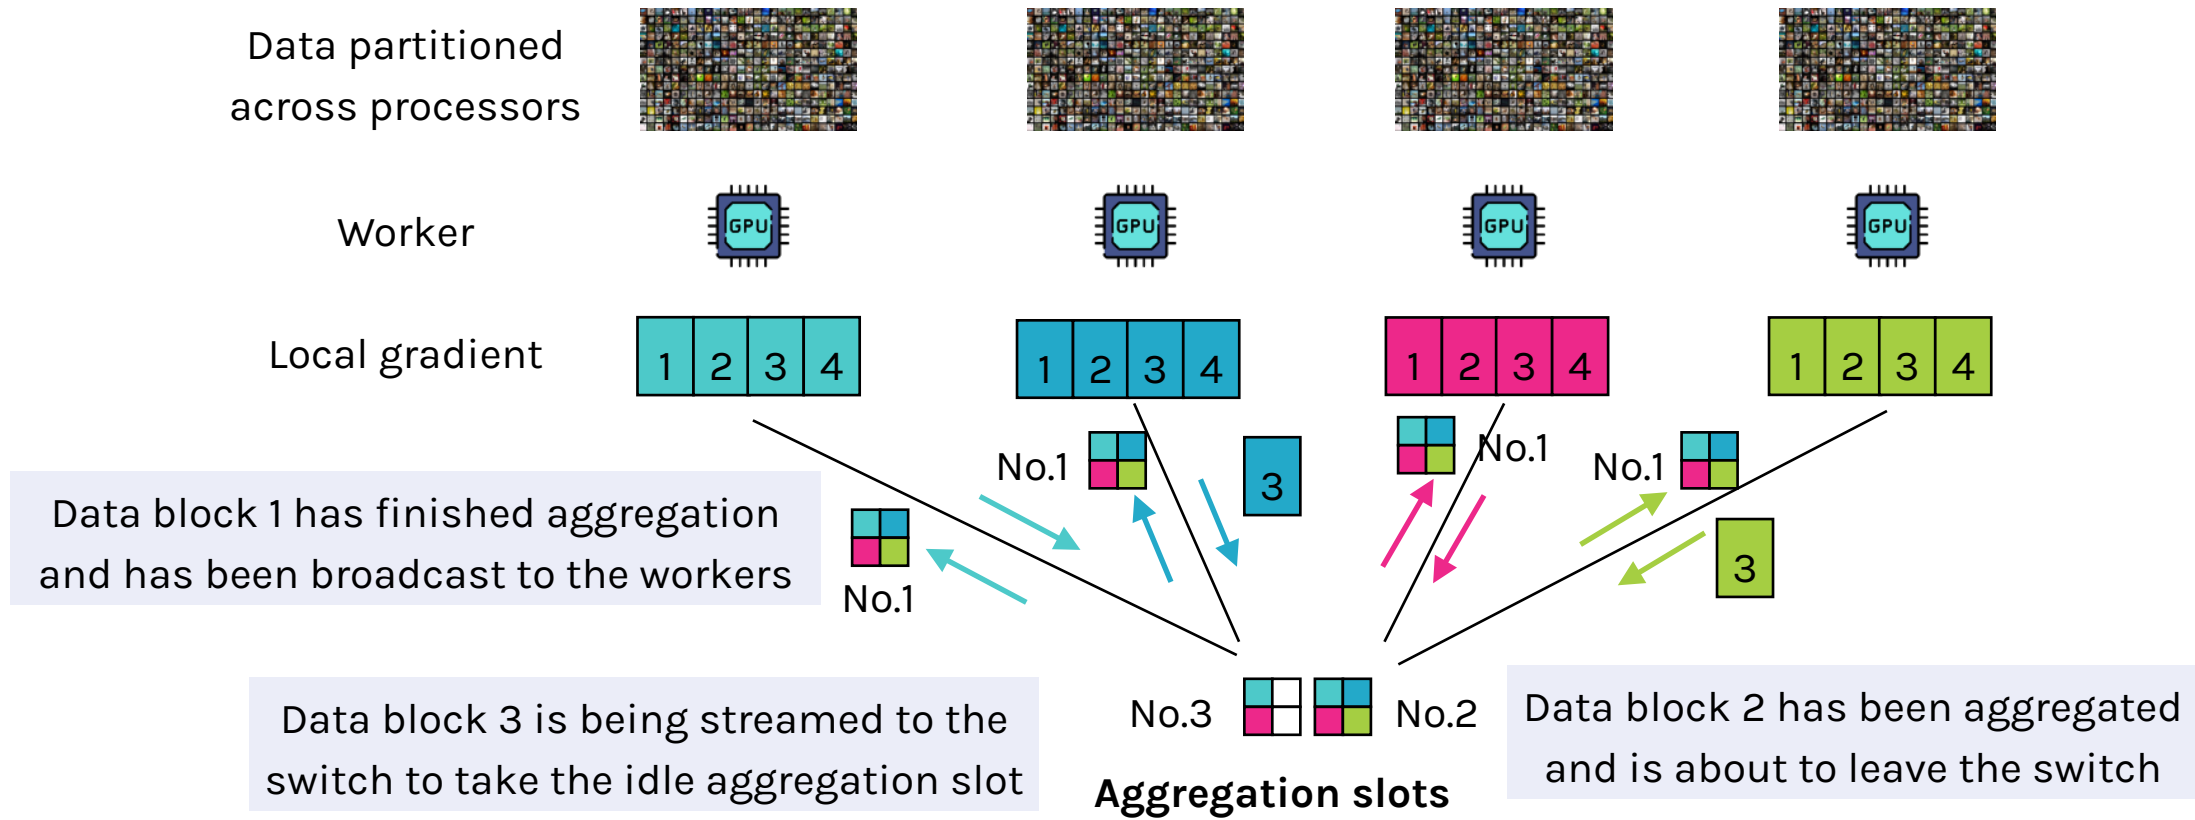 Data partitioned
across processors
Worker
GPU
GPU
GPU
GPU
Local gradient
1 2 3 4
1 2 3 4
1 2 3 4
1 2 3 4
No.1
3
No.1
No.1
3
No.1
Data block 1 has finished aggregation
and has been broadcast to the workers
Data block 3 is being streamed to the
switch to take the idle aggregation slot
No.3
No.2
Aggregation slots
Data block 2 has been aggregated
and is about to leave the switch